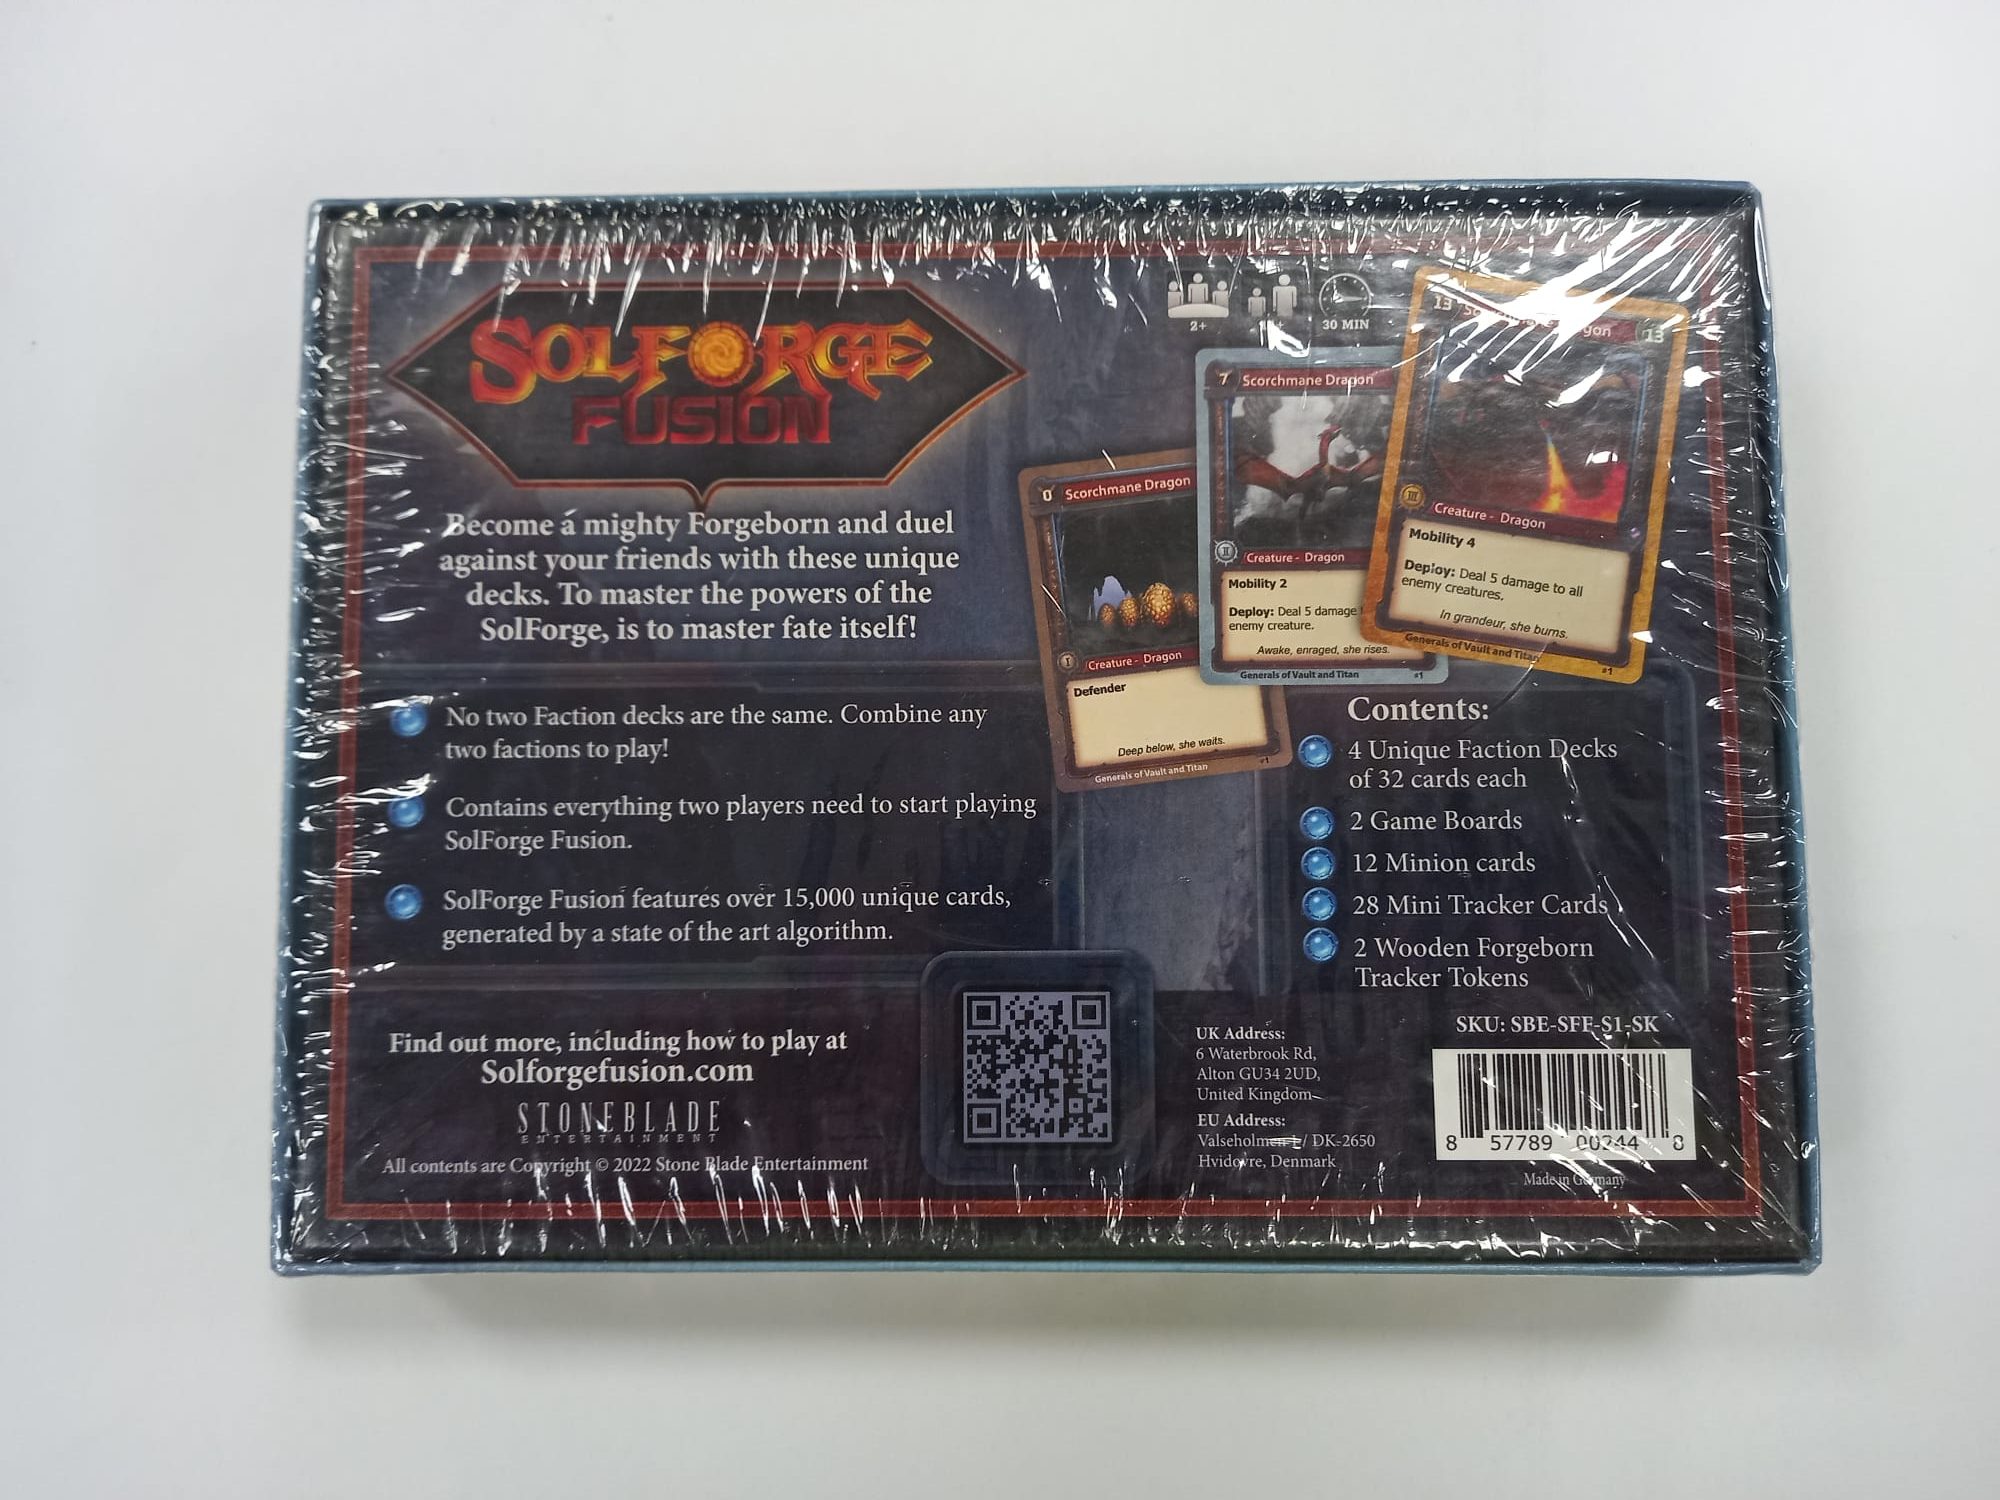 SOLFORGE
FUSION
2+
30 MIN
Become a mighty Forgeborn and duel
against your friends with these unique
decks. To master the powers of the
SolForge, is to master fate itself!
0 Scorchmane Dragon
I Creature - Dragon
Defender
Deep below, she waits.
Generals of Vault and Titan #1
7 Scorchmane Dragon
II Creature - Dragon
Mobility 2
Deploy: Deal 5 damage
enemy creature.
Awake, enraged, she rises.
Generals of Vault and Titan #1
13 Scorchmane Dragon 13
III Creature - Dragon
Mobility 4
Deploy: Deal 5 damage to all
enemy creatures.
In grandeur, she burns.
Generals of Vault and Titan #1
No two Faction decks are the same. Combine any
two factions to play!
Contains everything two players need to start playing
SolForge Fusion.
SolForge Fusion features over 15,000 unique cards,
generated by a state of the art algorithm.
Contents:
4 Unique Faction Decks
of 32 cards each
2 Game Boards
12 Minion cards
28 Mini Tracker Cards
2 Wooden Forgeborn
Tracker Tokens
Find out more, including how to play at
Solforgefusion.com
STONEBLADE
ENTERTAINMENT
All contents are Copyright © 2022 Stone Blade Entertainment
UK Address:
6 Waterbrook Rd,
Alton GU34 2UD,
United Kingdom
EU Address:
Valseholmen 1 / DK-2650
Hvidovre, Denmark
SKU: SBE-SFF-S1-SK
8 57789 00244 8
Made in Germany